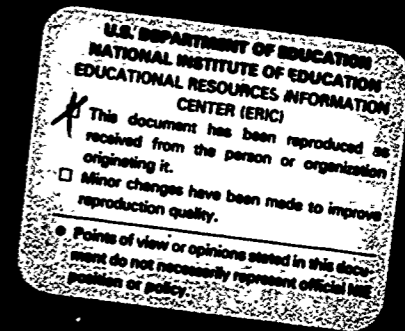 U.S. DEPARTMENT OF EDUCATION
NATIONAL INSTITUTE OF EDUCATION
EDUCATIONAL RESOURCES INFORMATION
CENTER (ERIC)
This document has been reproduced as
received from the person or organization
originating it.
□ Minor changes have been made to improve
reproduction quality.
● Points of view or opinions stated in this docu-
ment do not necessarily represent official NIE
position or policy.